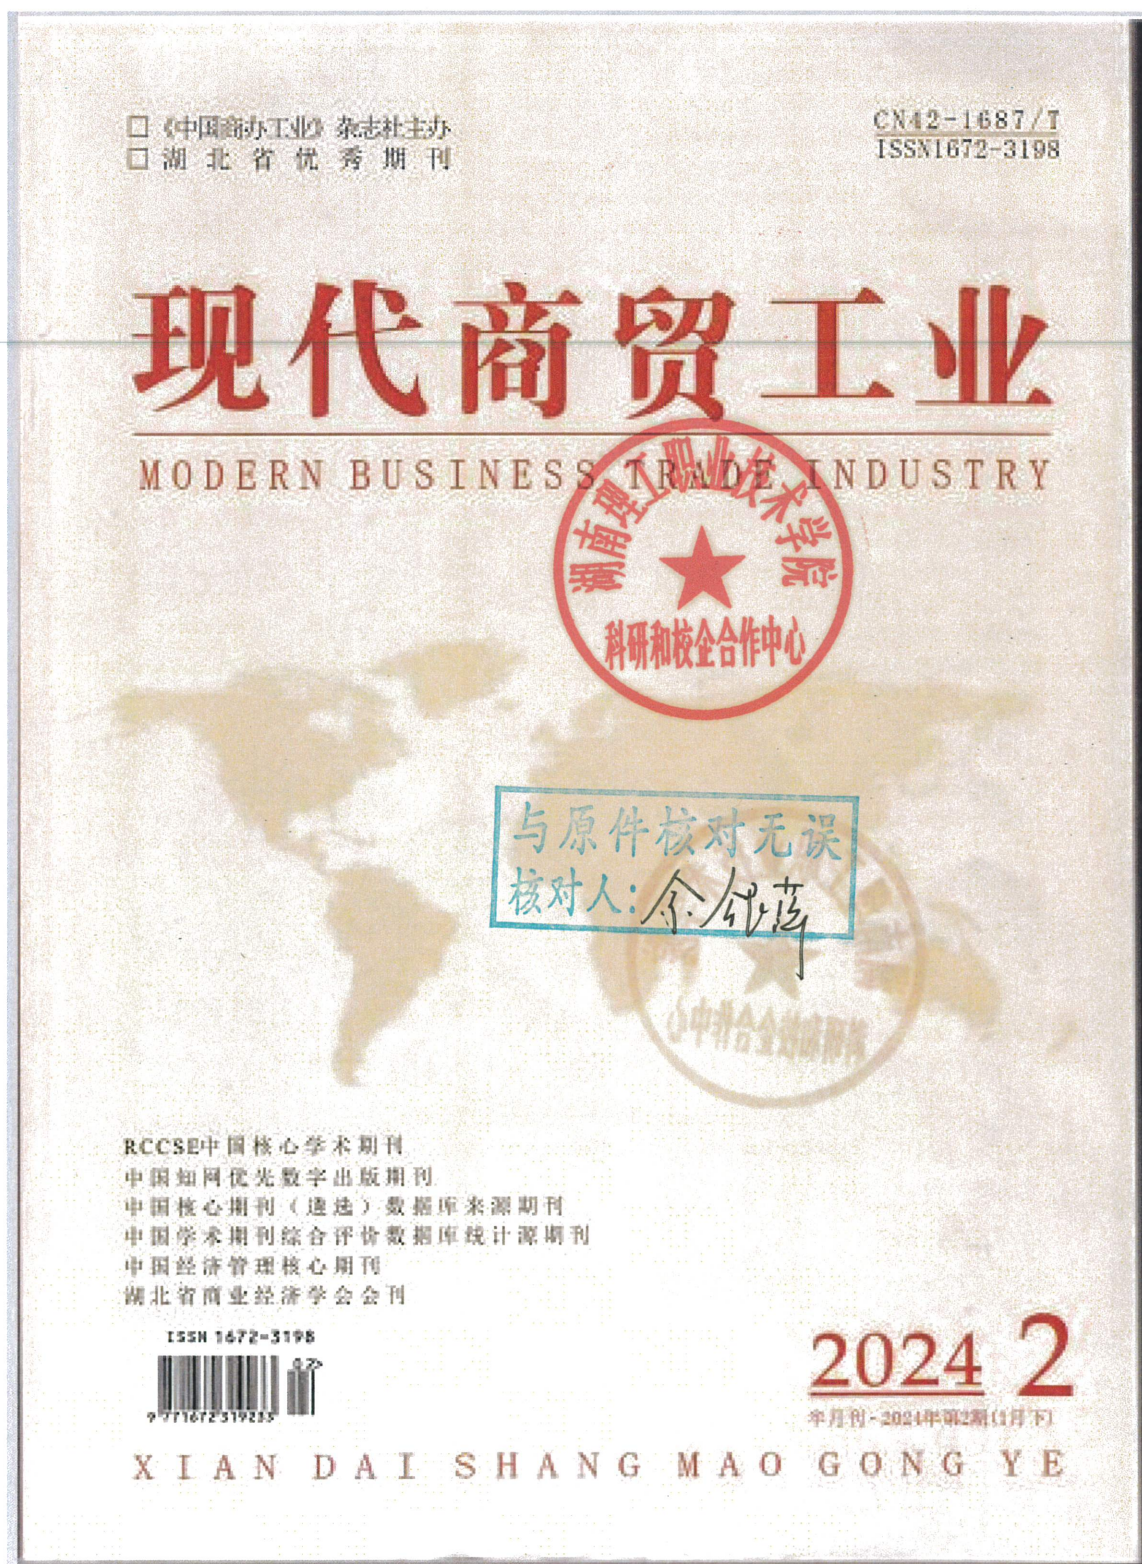 □《中国商办工业》杂志社主办
□湖北省优秀期刊
CN42-1687/T
ISSN1672-3198
现代商贸工业
MODERN BUSINESS TRADE INDUSTRY
湖南理工职业技术学院
科研和校企合作中心
与原件核对无误
核对人:余
RCCSE中国核心学术期刊
中国知网优先数字出版期刊
中国核心期刊(遴选)数据库来源期刊
中国学术期刊综合评价数据库统计源期刊
中国经济管理核心期刊
湖北省商业经济学会会刊
ISSN 1672-3198
2024 2
半月刊·2024年第2期(1月下)
XIAN DAI SHANG MAO GONG YE